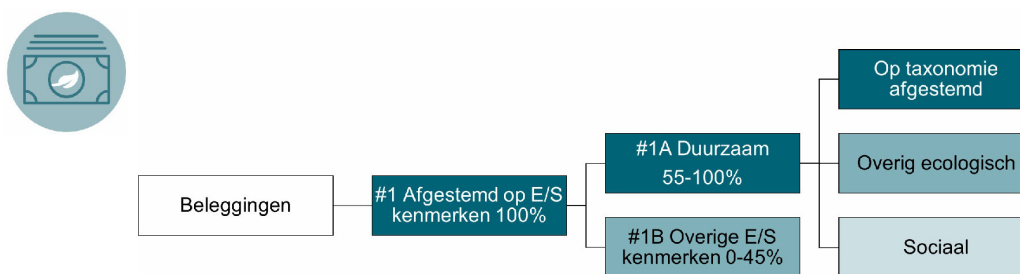 Beleggingen
#1 Afgestemd op E/S
kenmerken 100%
#1A Duurzaam
55-100%
#1B Overige E/S
kenmerken 0-45%
Op taxonomie
afgestemd
Overig ecologisch
Sociaal